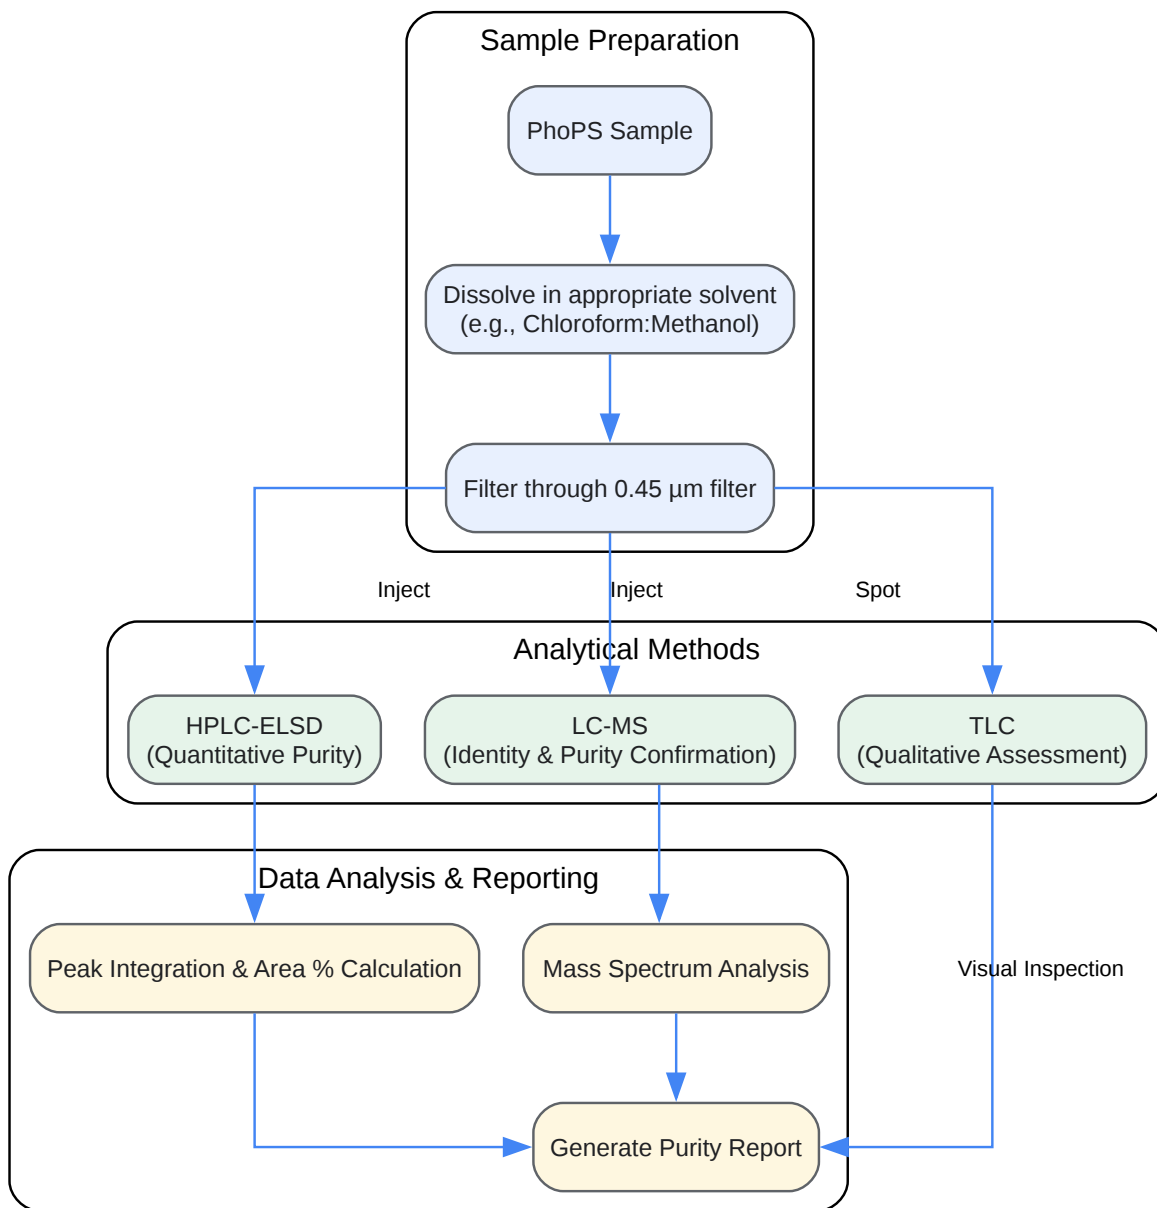 Sample Preparation
PhoPS Sample
Dissolve in appropriate solvent
(e.g., Chloroform:Methanol)
Filter through 0.45 µm filter
Inject
Inject
Spot
Analytical Methods
HPLC-ELSD
(Quantitative Purity)
LC-MS
(Identity & Purity Confirmation)
TLC
(Qualitative Assessment)
Data Analysis & Reporting
Peak Integration & Area % Calculation
Mass Spectrum Analysis
Visual Inspection
Generate Purity Report